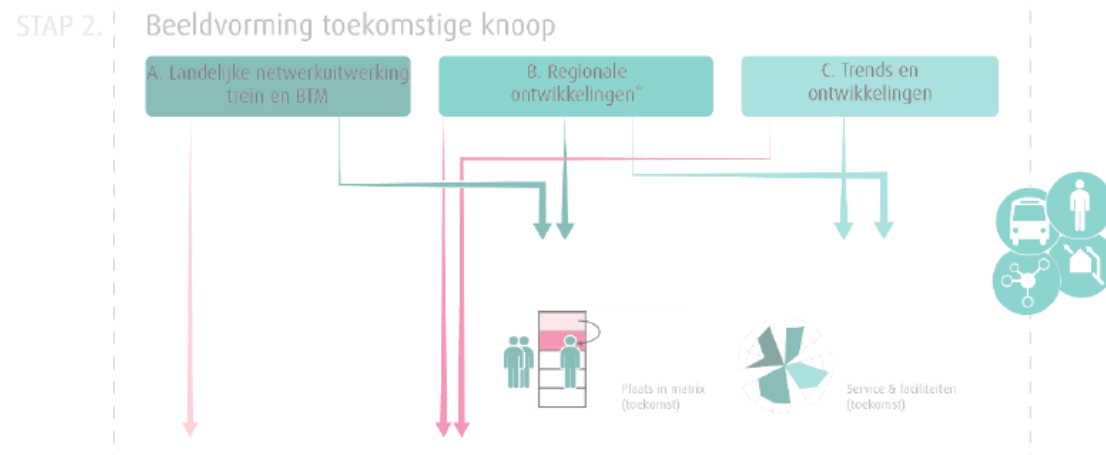 STAP 2.
Beeldvorming toekomstige knoop
A. Landelijke netwerkuitwerking
trein en BTM
B. Regionale
ontwikkelingen*
C. Trends en
ontwikkelingen
Plaats in matrix
(toekomst)
Service & faciliteiten
(toekomst)